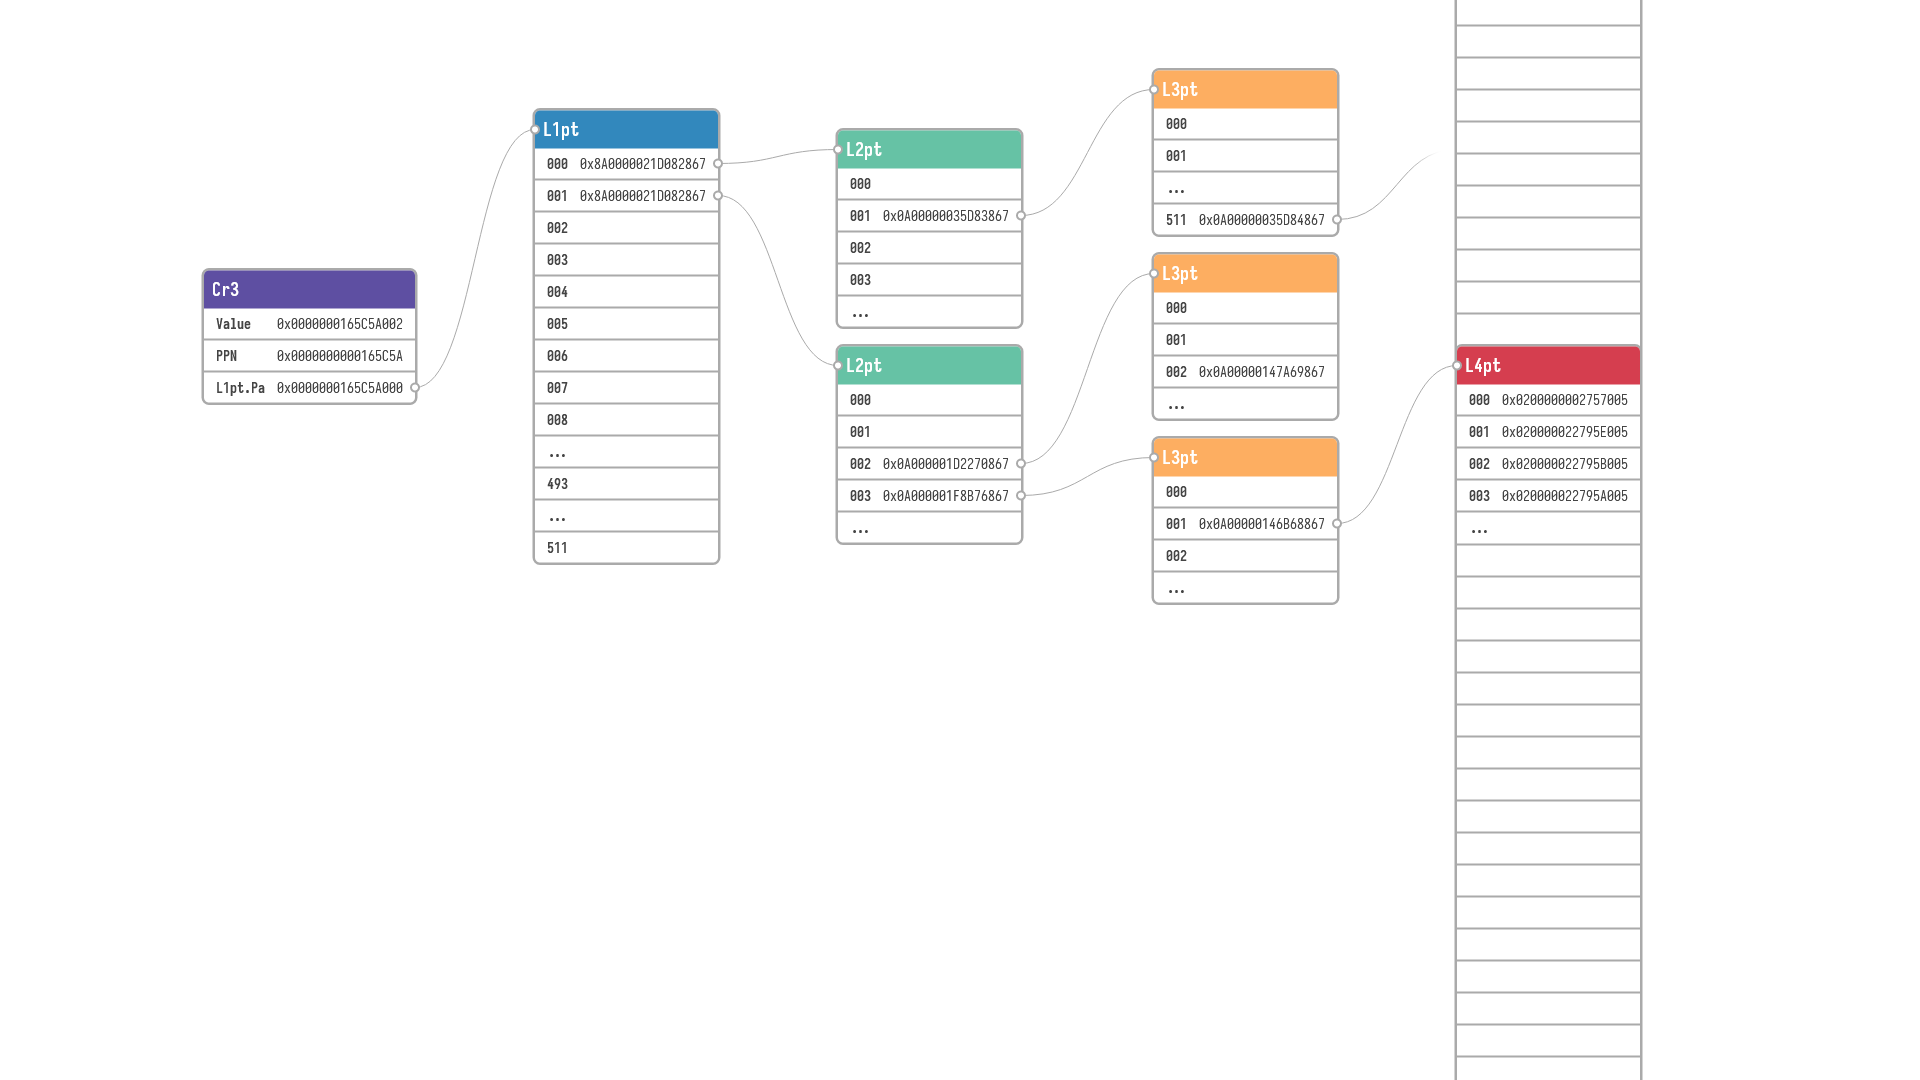 Cr3
Value 0x0000000165C5A002
PPN 0x0000000000165C5A
L1pt.Pa 0x0000000165C5A000
L1pt
000 0x8A0000021D082867
001 0x8A0000021D082867
002
003
004
005
006
007
008
...
493
...
511
L2pt
000
001 0x0A00000035D83867
002
003
...
L2pt
000
001
002 0x0A000001D2270867
003 0x0A000001F8B76867
...
L3pt
000
001
...
511 0x0A00000035D84867
L3pt
000
001
002 0x0A00000147A69867
...
L3pt
000
001 0x0A00000146B68867
002
...
L4pt
000 0x0200000002757005
001 0x020000022795E005
002 0x020000022795B005
003 0x020000022795A005
...